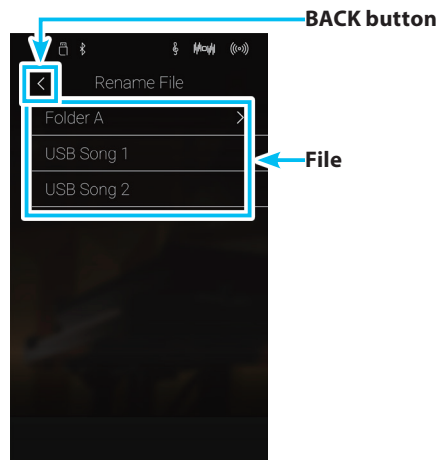 BACK button
Rename File
Folder A
USB Song 1
File
USB Song 2